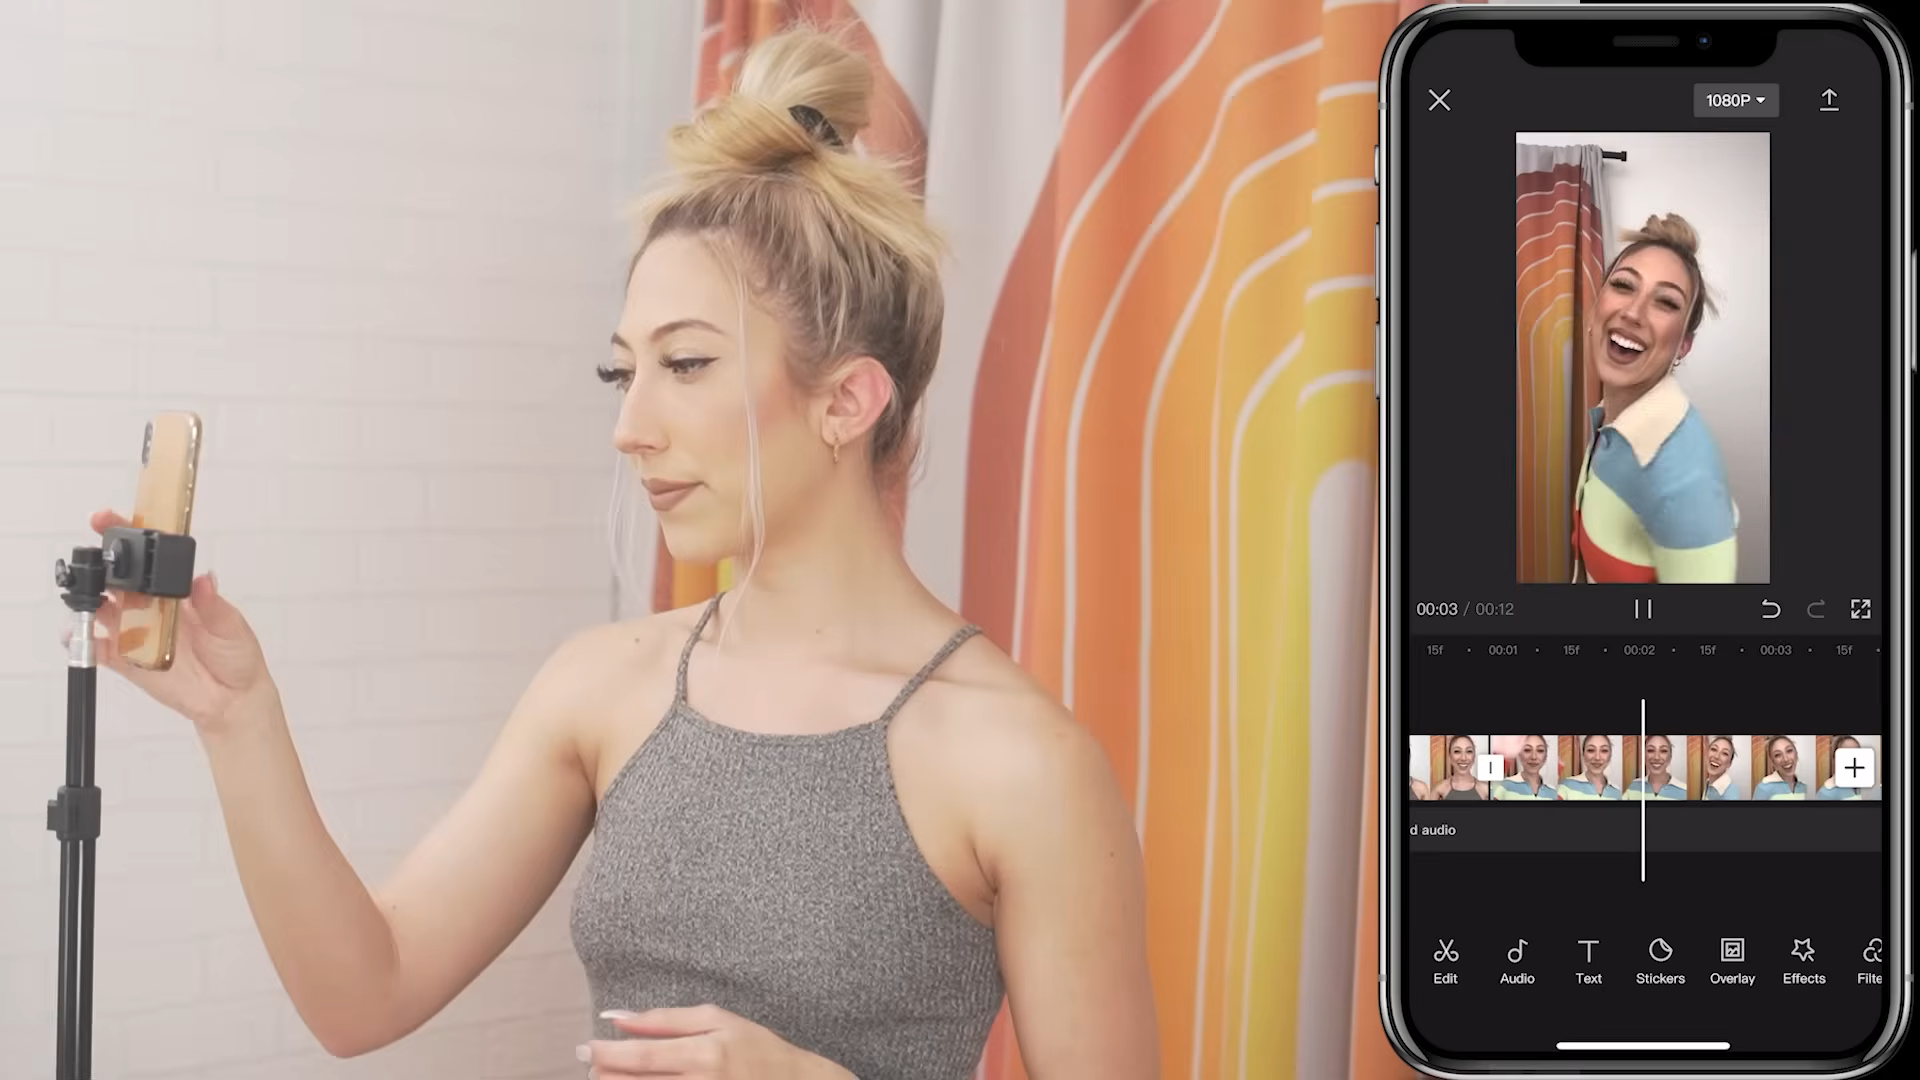 1080P
00:03 / 00:12
15f 00:01 15f 00:02 15f 00:03 15f
d audio
Edit Audio Text Stickers Overlay Effects Filte